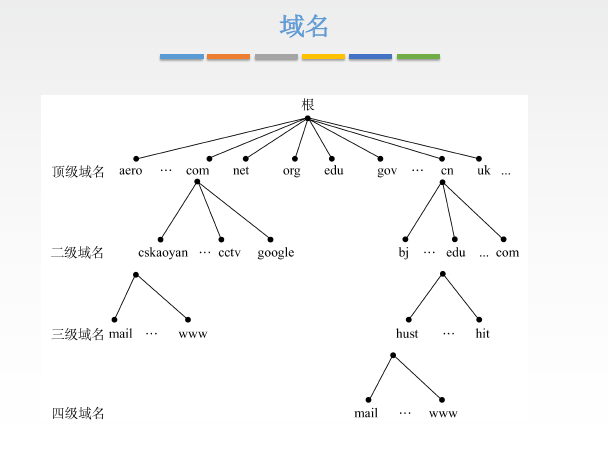 域名
根
顶级域名 aero … com net org edu gov … cn uk ...
二级域名 cskaoyan … cctv google bj … edu ... com
三级域名 mail … www hust … hit
四级域名 mail … www